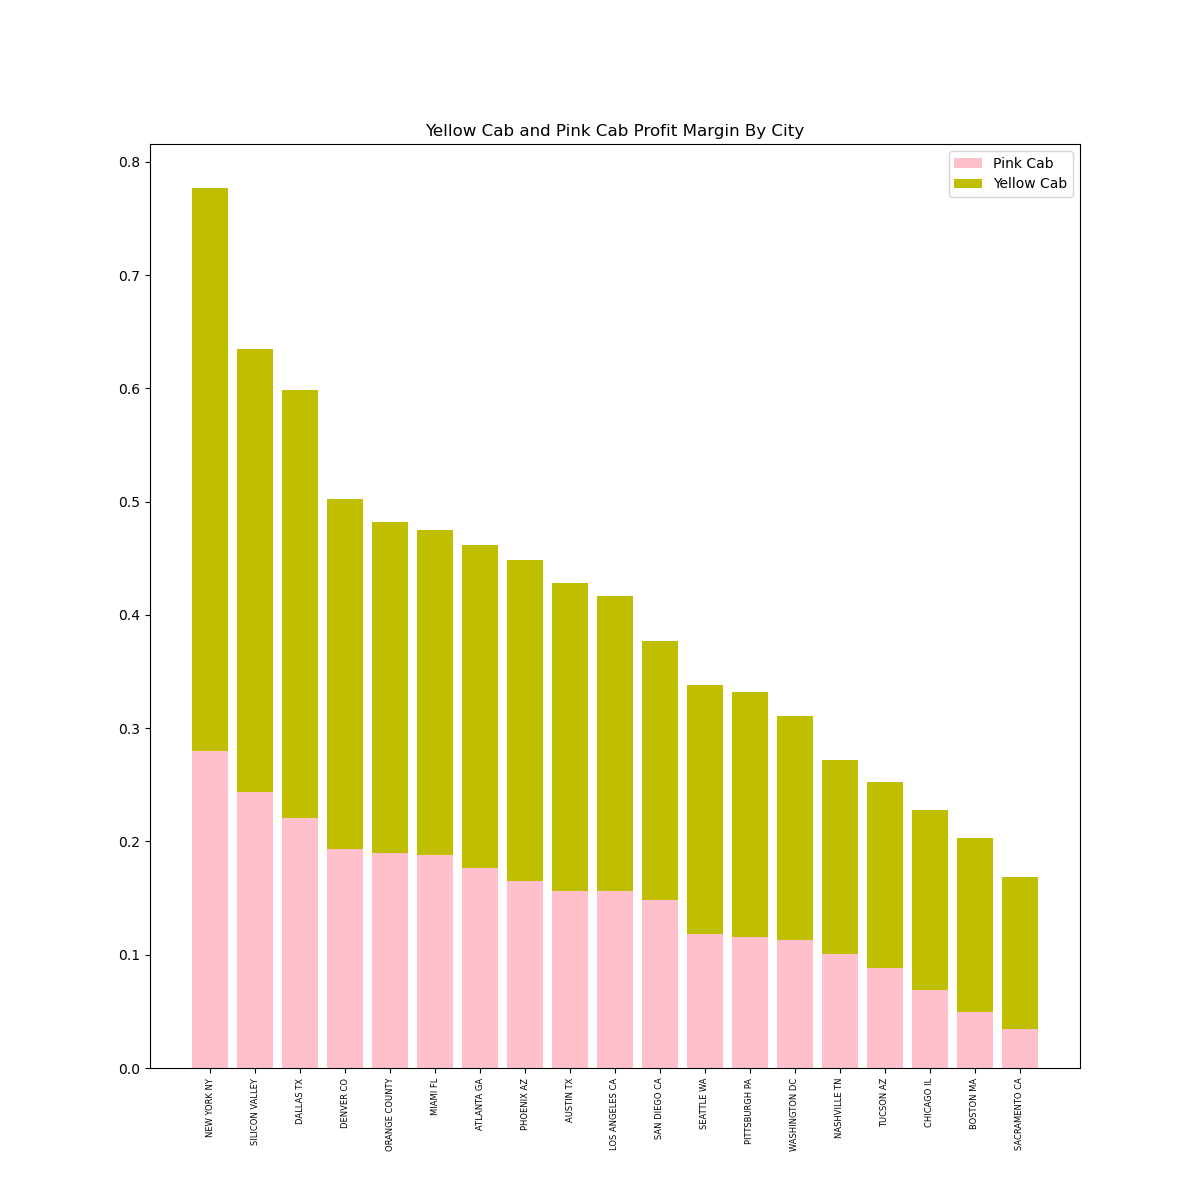 Yellow Cab and Pink Cab Profit Margin By City
Pink Cab
Yellow Cab
0.8
0.7
0.6
0.5
0.4
0.3
0.2
0.1
0.0
NEW YORK NY
SILICON VALLEY
DALLAS TX
DENVER CO
ORANGE COUNTY
MIAMI FL
ATLANTA GA
PHOENIX AZ
AUSTIN TX
LOS ANGELES CA
SAN DIEGO CA
SEATTLE WA
PITTSBURGH PA
WASHINGTON DC
NASHVILLE TN
TUCSON AZ
CHICAGO IL
BOSTON MA
SACRAMENTO CA